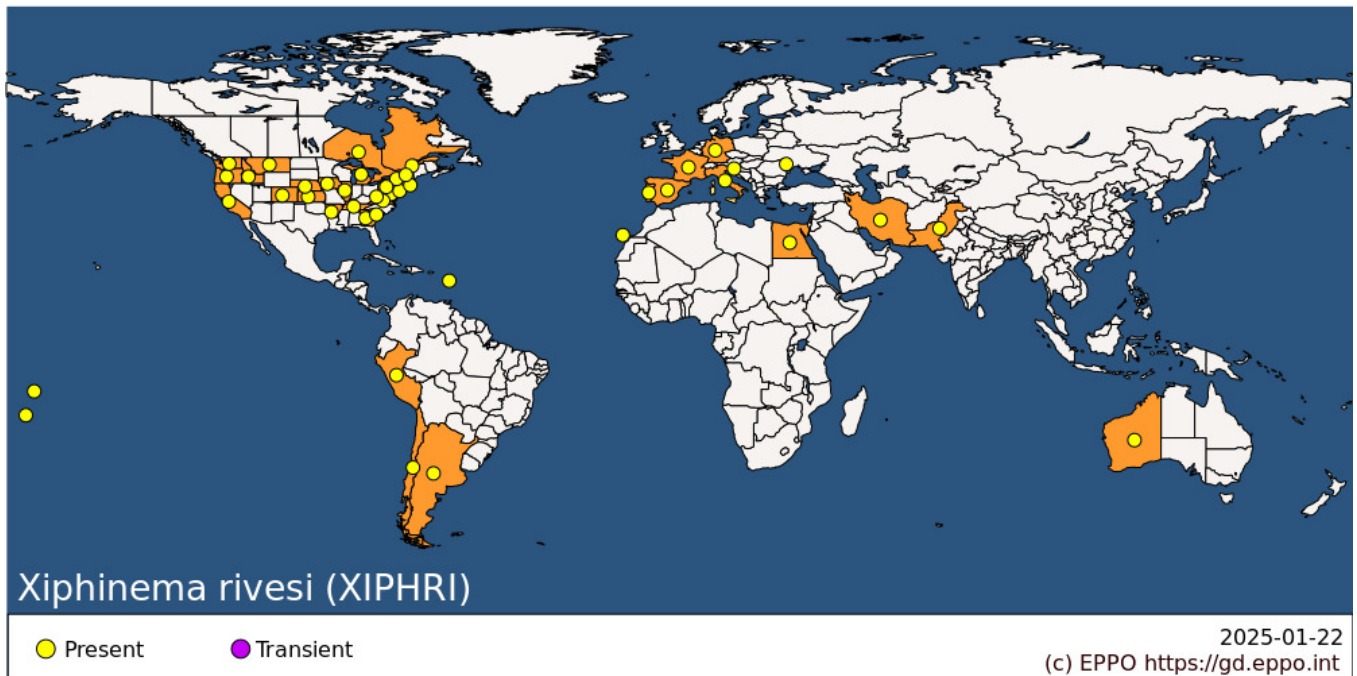 Xiphinema rivesi (XIPHRI)
Present
Transient
2025-01-22
(c) EPPO https://gd.eppo.int